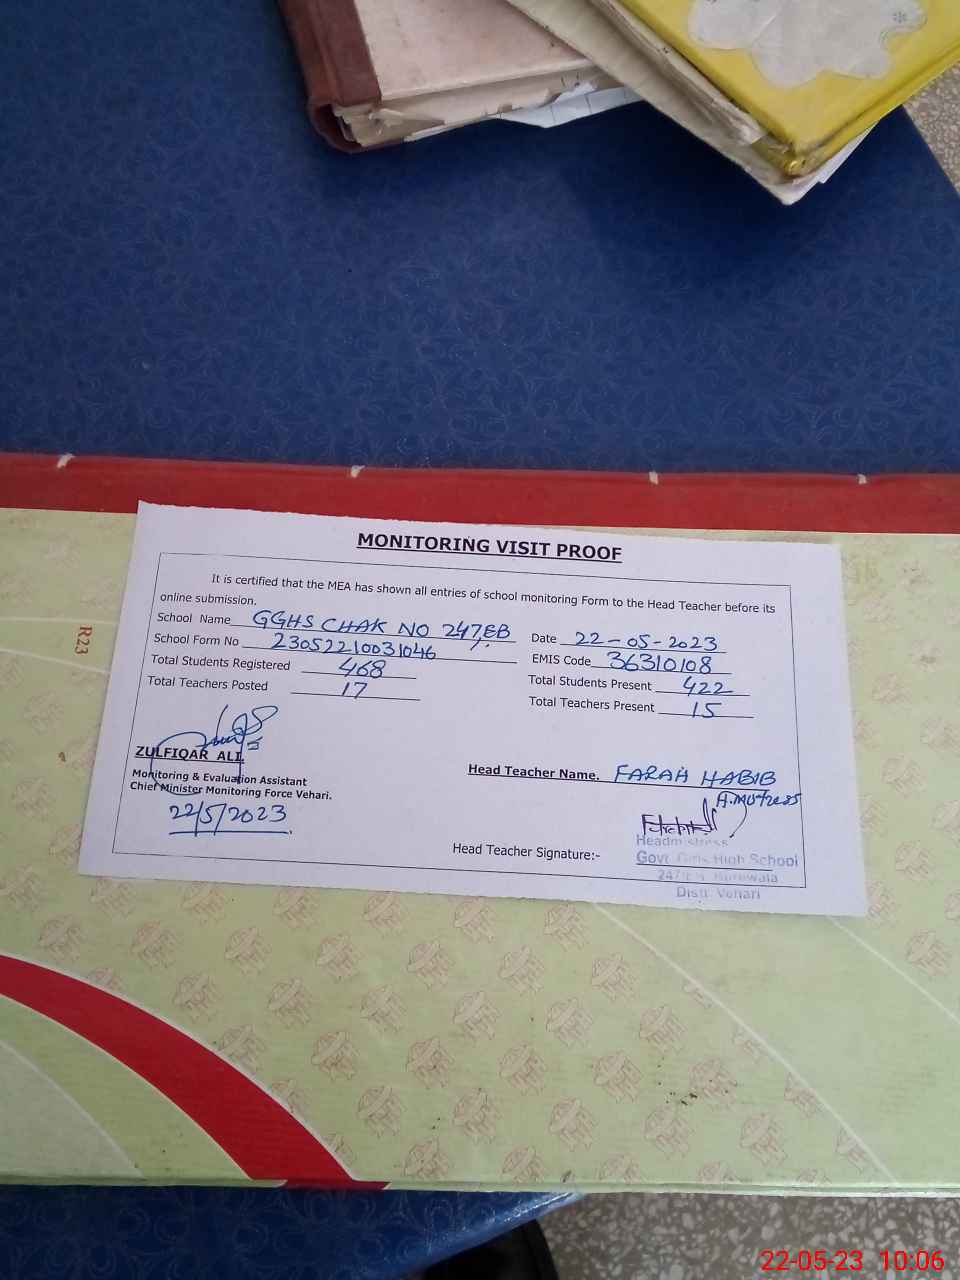 MONITORING VISIT PROOF
It is certified that the MEA has shown all entries of school monitoring Form to the Head Teacher before its
online submission.
School Name GGHS CHAK NO 247,EB
Date 22-05-2023
School Form No 23052210031046
EMIS Code 36310108
Total Students Registered 468
Total Students Present 422
Total Teachers Posted 17
Total Teachers Present 15
ZULFIQAR ALI
Monitoring & Evaluation Assistant
Chief Minister Monitoring Force Vehari.
22/5/2023
Head Teacher Name. FARAH HABIB
Head Teacher Signature:-
Headmistress
Govt. Girls High School
Distt. Vehari
R23
22-05-23 10:06